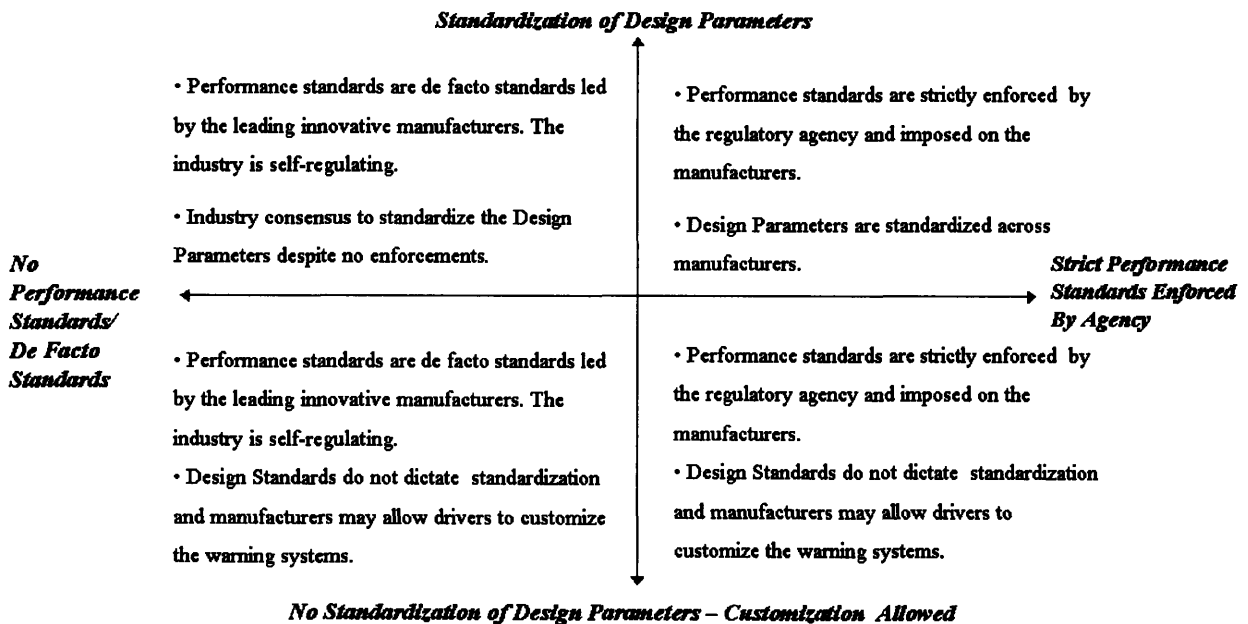 Standardization of Design Parameters
• Performance standards are de facto standards led
by the leading innovative manufacturers. The
industry is self-regulating.
• Industry consensus to standardize the Design
Parameters despite no enforcements.
• Performance standards are strictly enforced by
the regulatory agency and imposed on the
manufacturers.
• Design Parameters are standardized across
manufacturers.
No
Performance
Standards/
De Facto
Standards
Strict Performance
Standards Enforced
By Agency
• Performance standards are de facto standards led
by the leading innovative manufacturers. The
industry is self-regulating.
• Design Standards do not dictate standardization
and manufacturers may allow drivers to customize
the warning systems.
• Performance standards are strictly enforced by
the regulatory agency and imposed on the
manufacturers.
• Design Standards do not dictate standardization
and manufacturers may allow drivers to
customize the warning systems.
No Standardization of Design Parameters – Customization Allowed